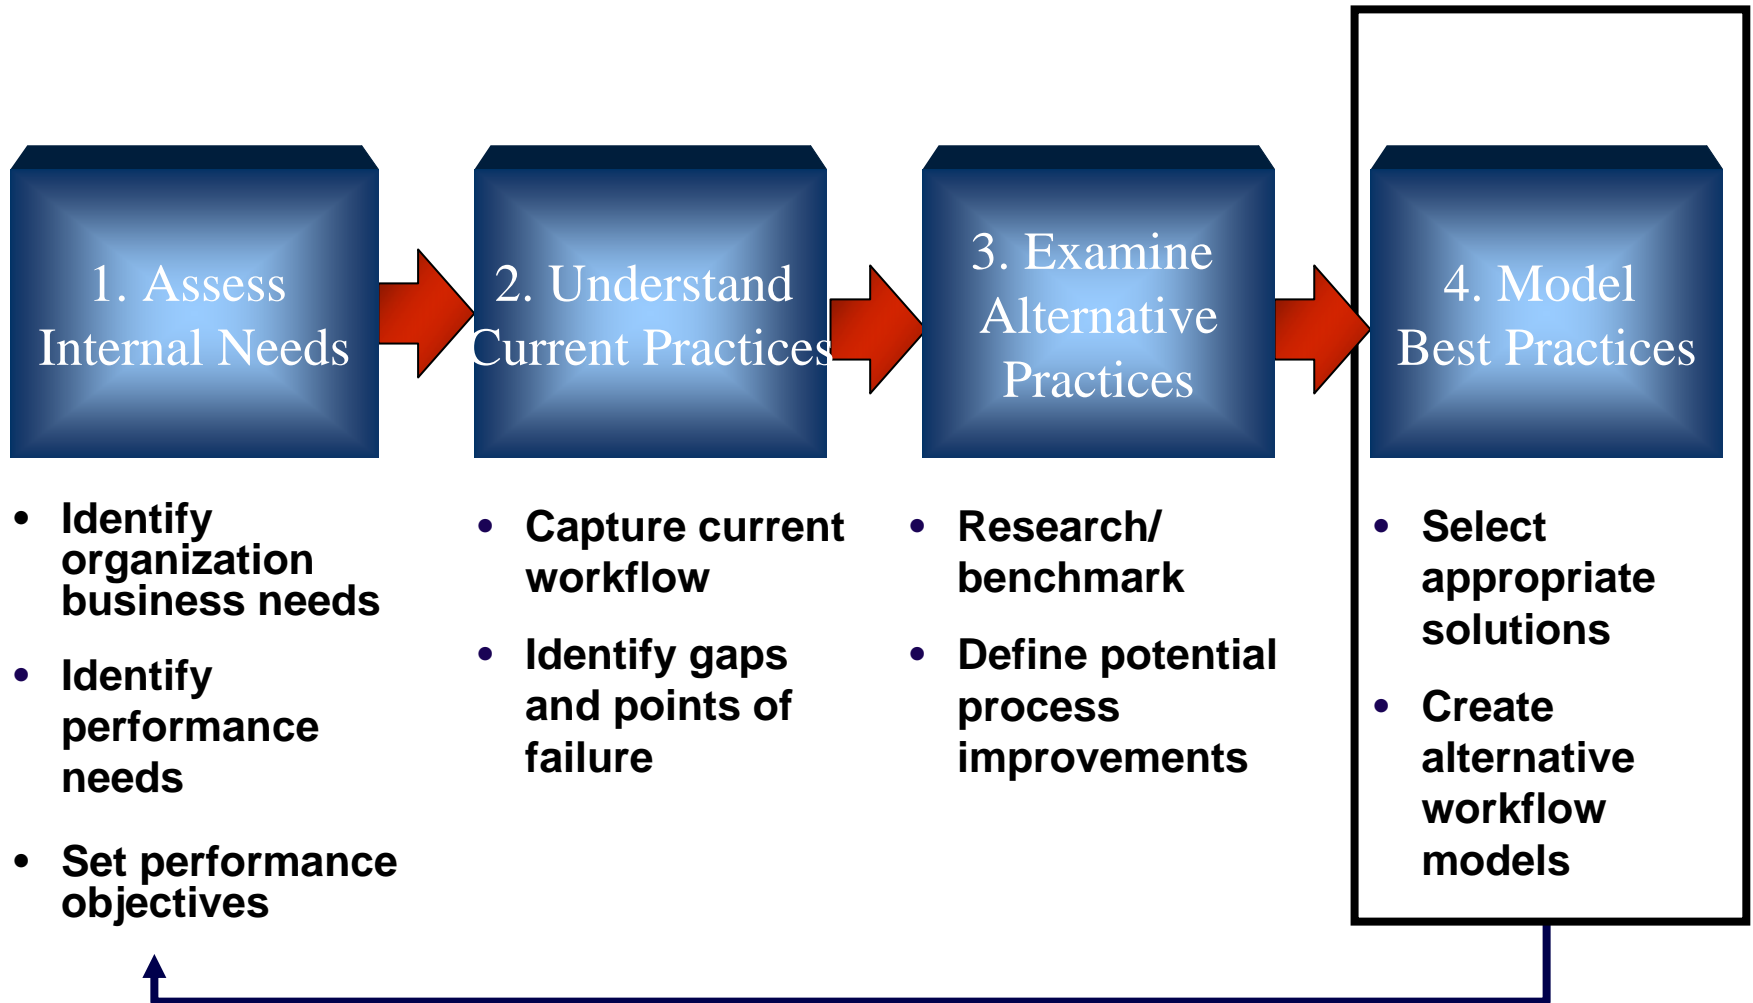 1. Assess
Internal Needs
2. Understand
Current Practices
3. Examine
Alternative
Practices
4. Model
Best Practices
• Identify
organization
business needs
• Identify
performance
needs
• Set performance
objectives
• Capture current
workflow
• Identify gaps
and points of
failure
• Research/
benchmark
• Define potential
process
improvements
• Select
appropriate
solutions
• Create
alternative
workflow
models